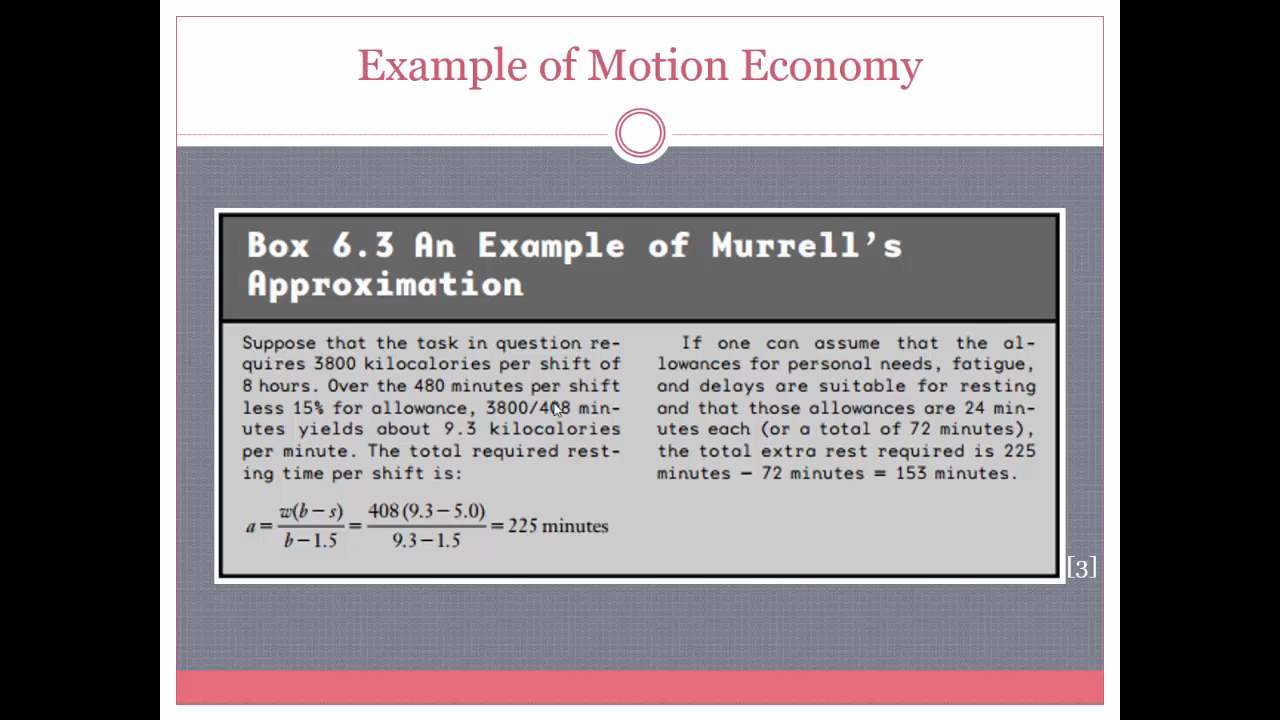 Example of Motion Economy
Box 6.3 An Example of Murrell's
Approximation
Suppose that the task in question re-
quires 3800 kilocalories per shift of
8 hours. Over the 480 minutes per shift
less 15% for allowance, 3800/408 min-
utes yields about 9.3 kilocalories
per minute. The total required rest-
ing time per shift is:
a = w(b − s) / b − 1.5 = 408 (9.3 − 5.0) / 9.3 − 1.5 = 225 minutes
If one can assume that the al-
lowances for personal needs, fatigue,
and delays are suitable for resting
and that those allowances are 24 min-
utes each (or a total of 72 minutes),
the total extra rest required is 225
minutes − 72 minutes = 153 minutes.
[3]